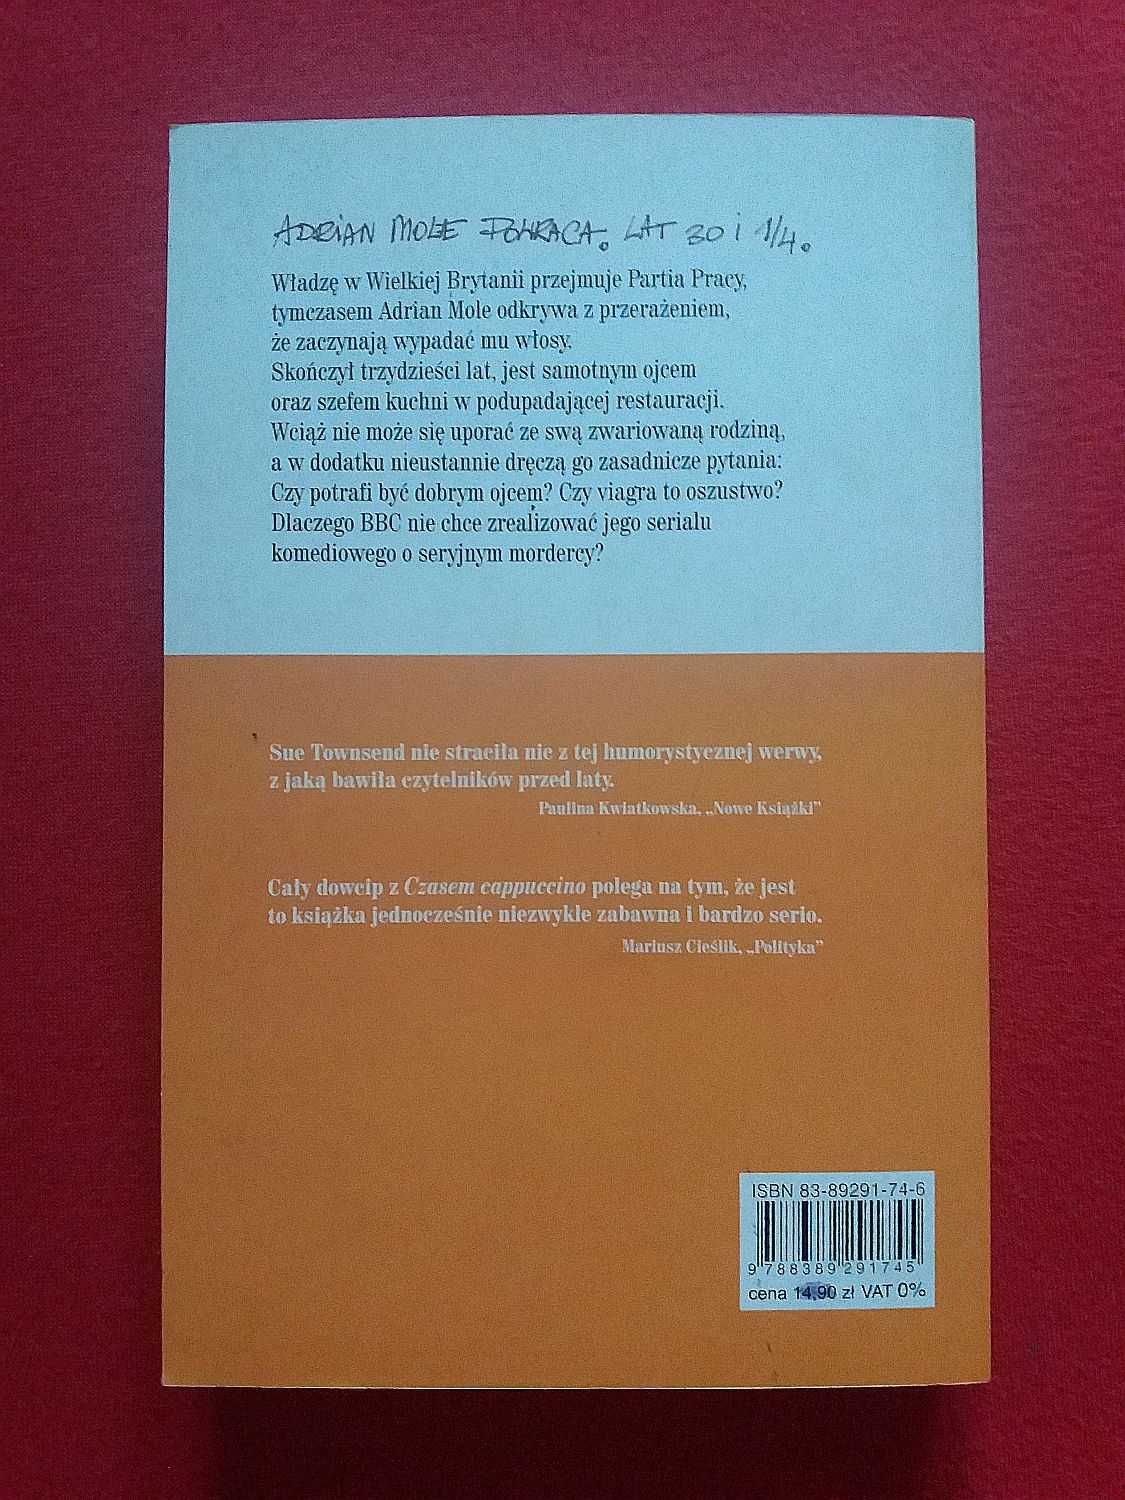 ADRIAN MOLE POWRACA. LAT 30 i 1/4.
Władzę w Wielkiej Brytanii przejmuje Partia Pracy,
tymczasem Adrian Mole odkrywa z przerażeniem,
że zaczynają wypadać mu włosy.
Skończył trzydzieści lat, jest samotnym ojcem
oraz szefem kuchni w podupadającej restauracji.
Wciąż nie może się uporać ze swą zwariowaną rodziną,
a w dodatku nieustannie dręczą go zasadnicze pytania:
Czy potrafi być dobrym ojcem? Czy viagra to oszustwo?
Dlaczego BBC nie chce zrealizować jego serialu
komediowego o seryjnym mordercy?
Sue Townsend nie straciła nic z tej humorystycznej werwy,
z jaką bawiła czytelników przed laty.
Paulina Kwiatkowska, „Nowe Książki”
Cały dowcip z Czasem cappuccino polega na tym, że jest
to książka jednocześnie niezwykle zabawna i bardzo serio.
Mariusz Cieślik, „Polityka”
ISBN 83-89291-74-6
9 788389 291745
cena 14,90 zł VAT 0%